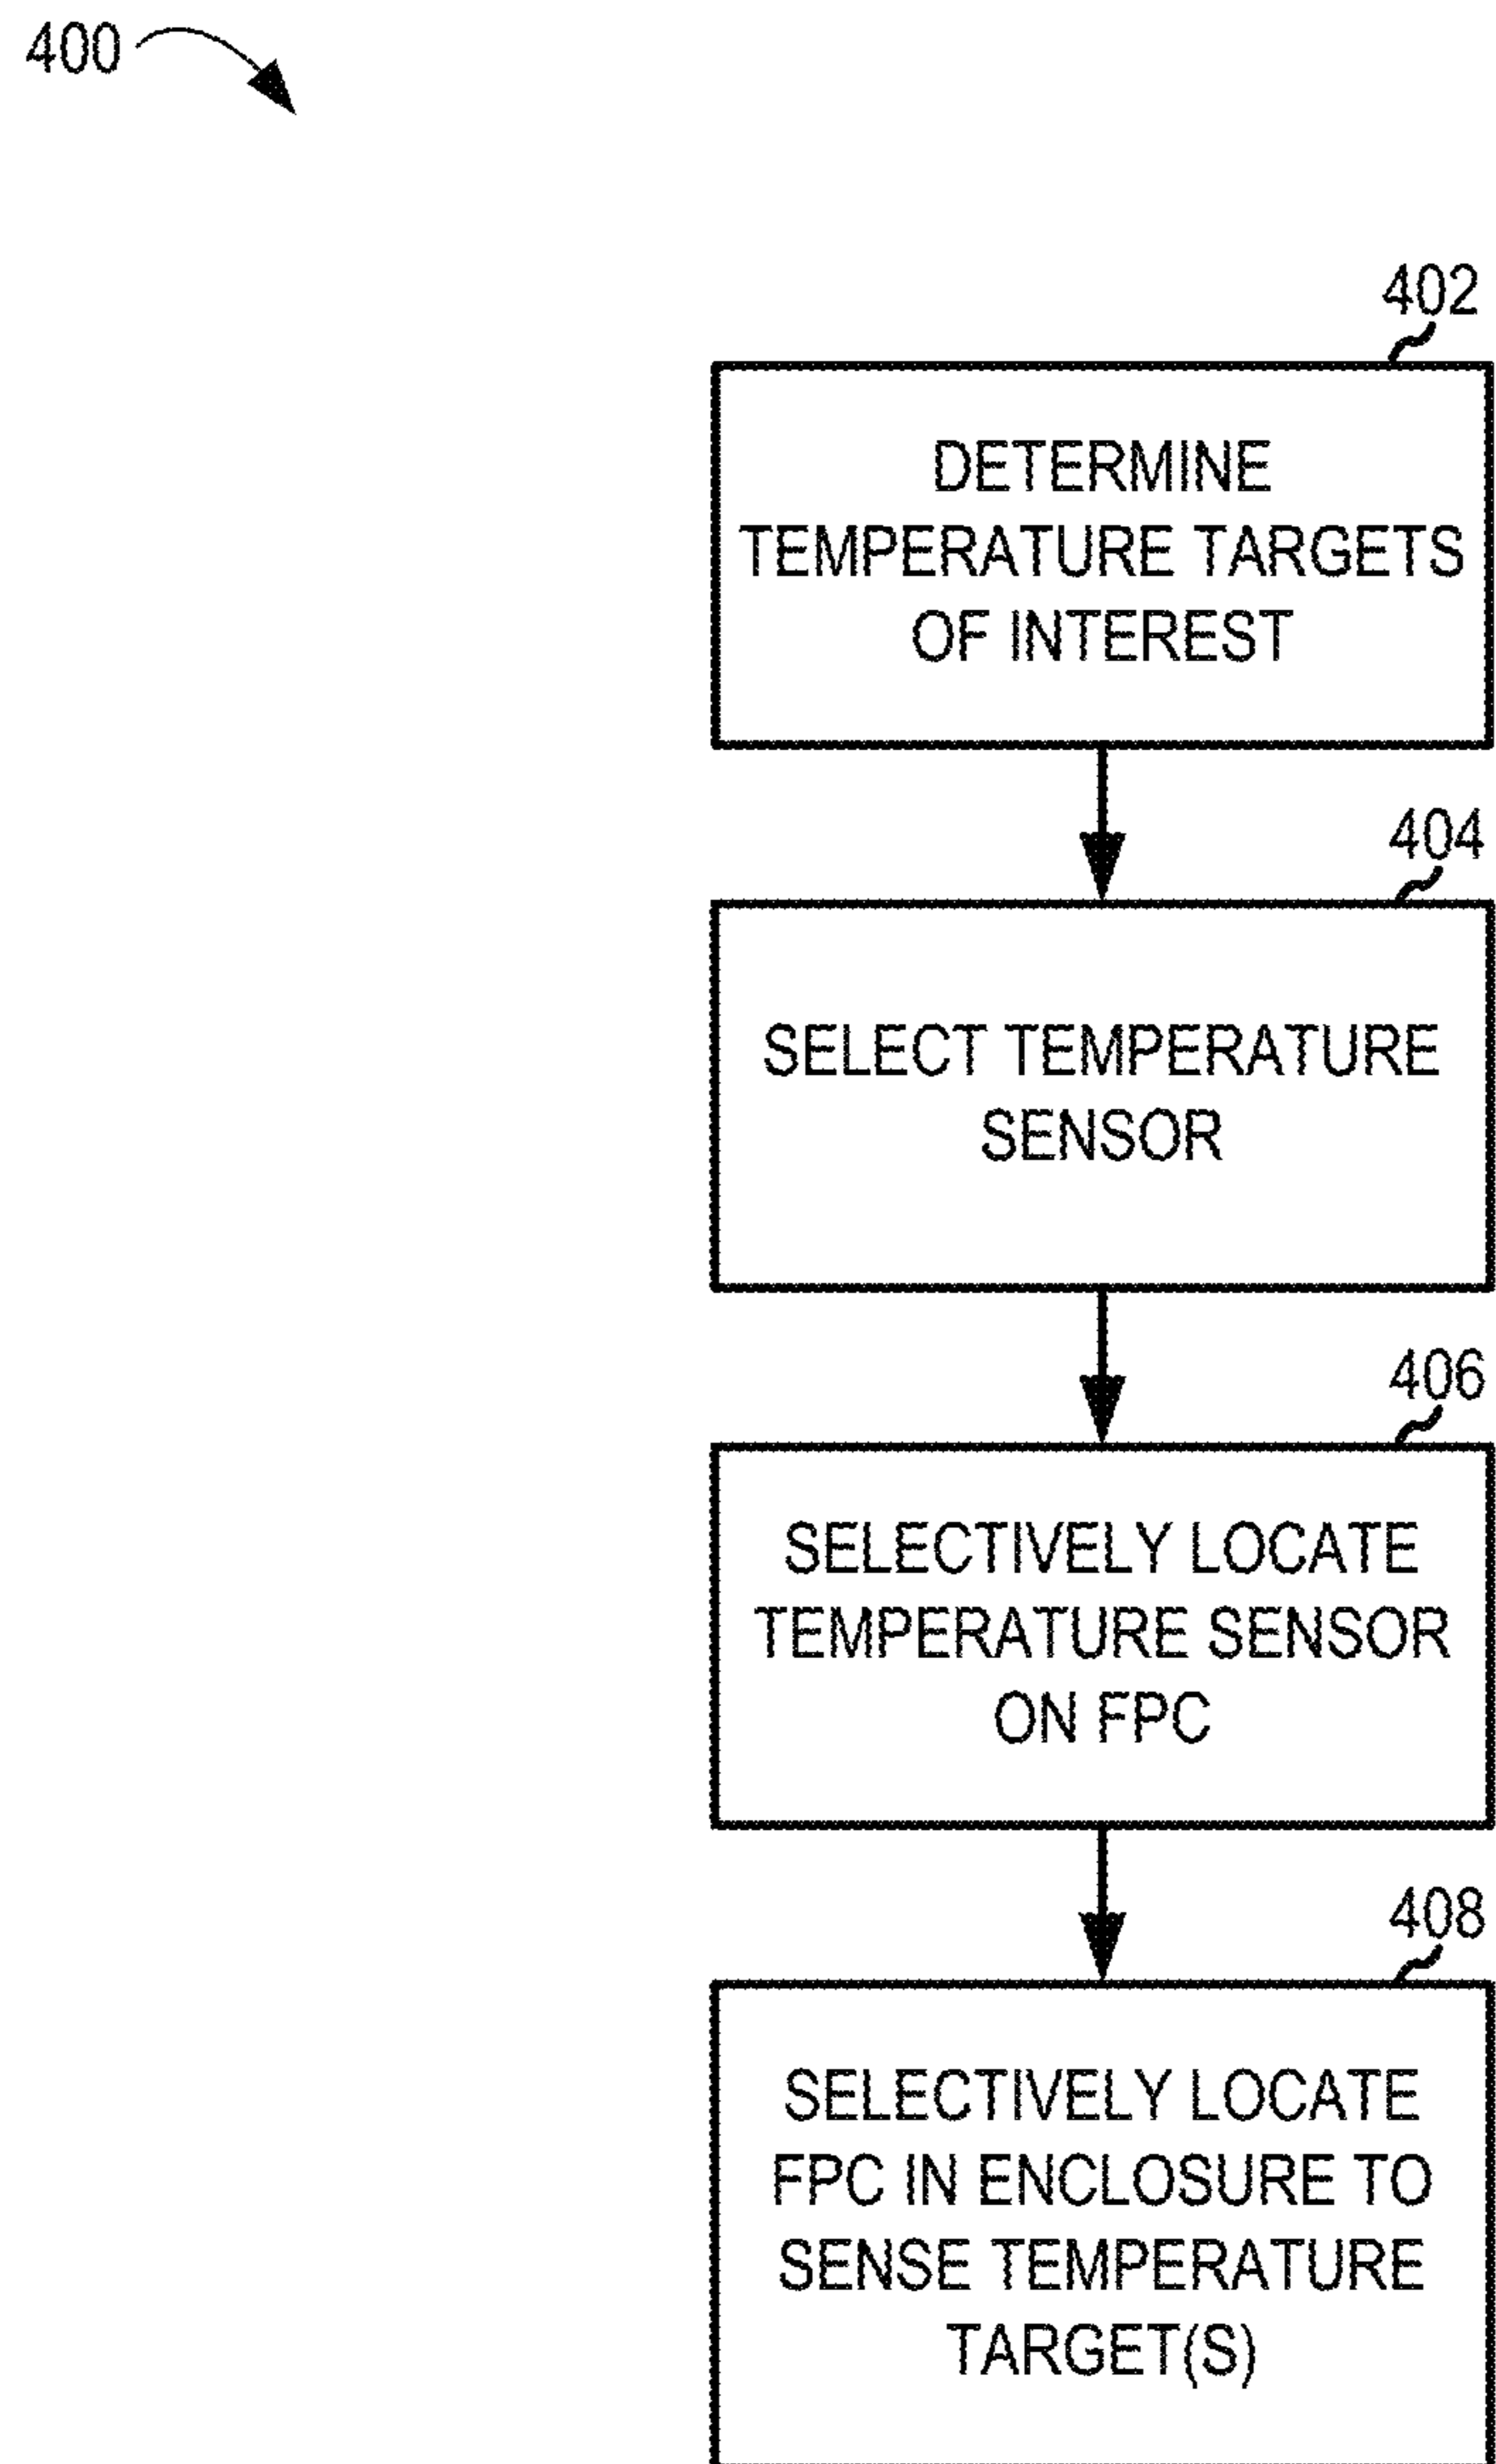 400
402
DETERMINE
TEMPERATURE TARGETS
OF INTEREST
404
SELECT TEMPERATURE
SENSOR
406
SELECTIVELY LOCATE
TEMPERATURE SENSOR
ON FPC
408
SELECTIVELY LOCATE
FPC IN ENCLOSURE TO
SENSE TEMPERATURE
TARGET(S)